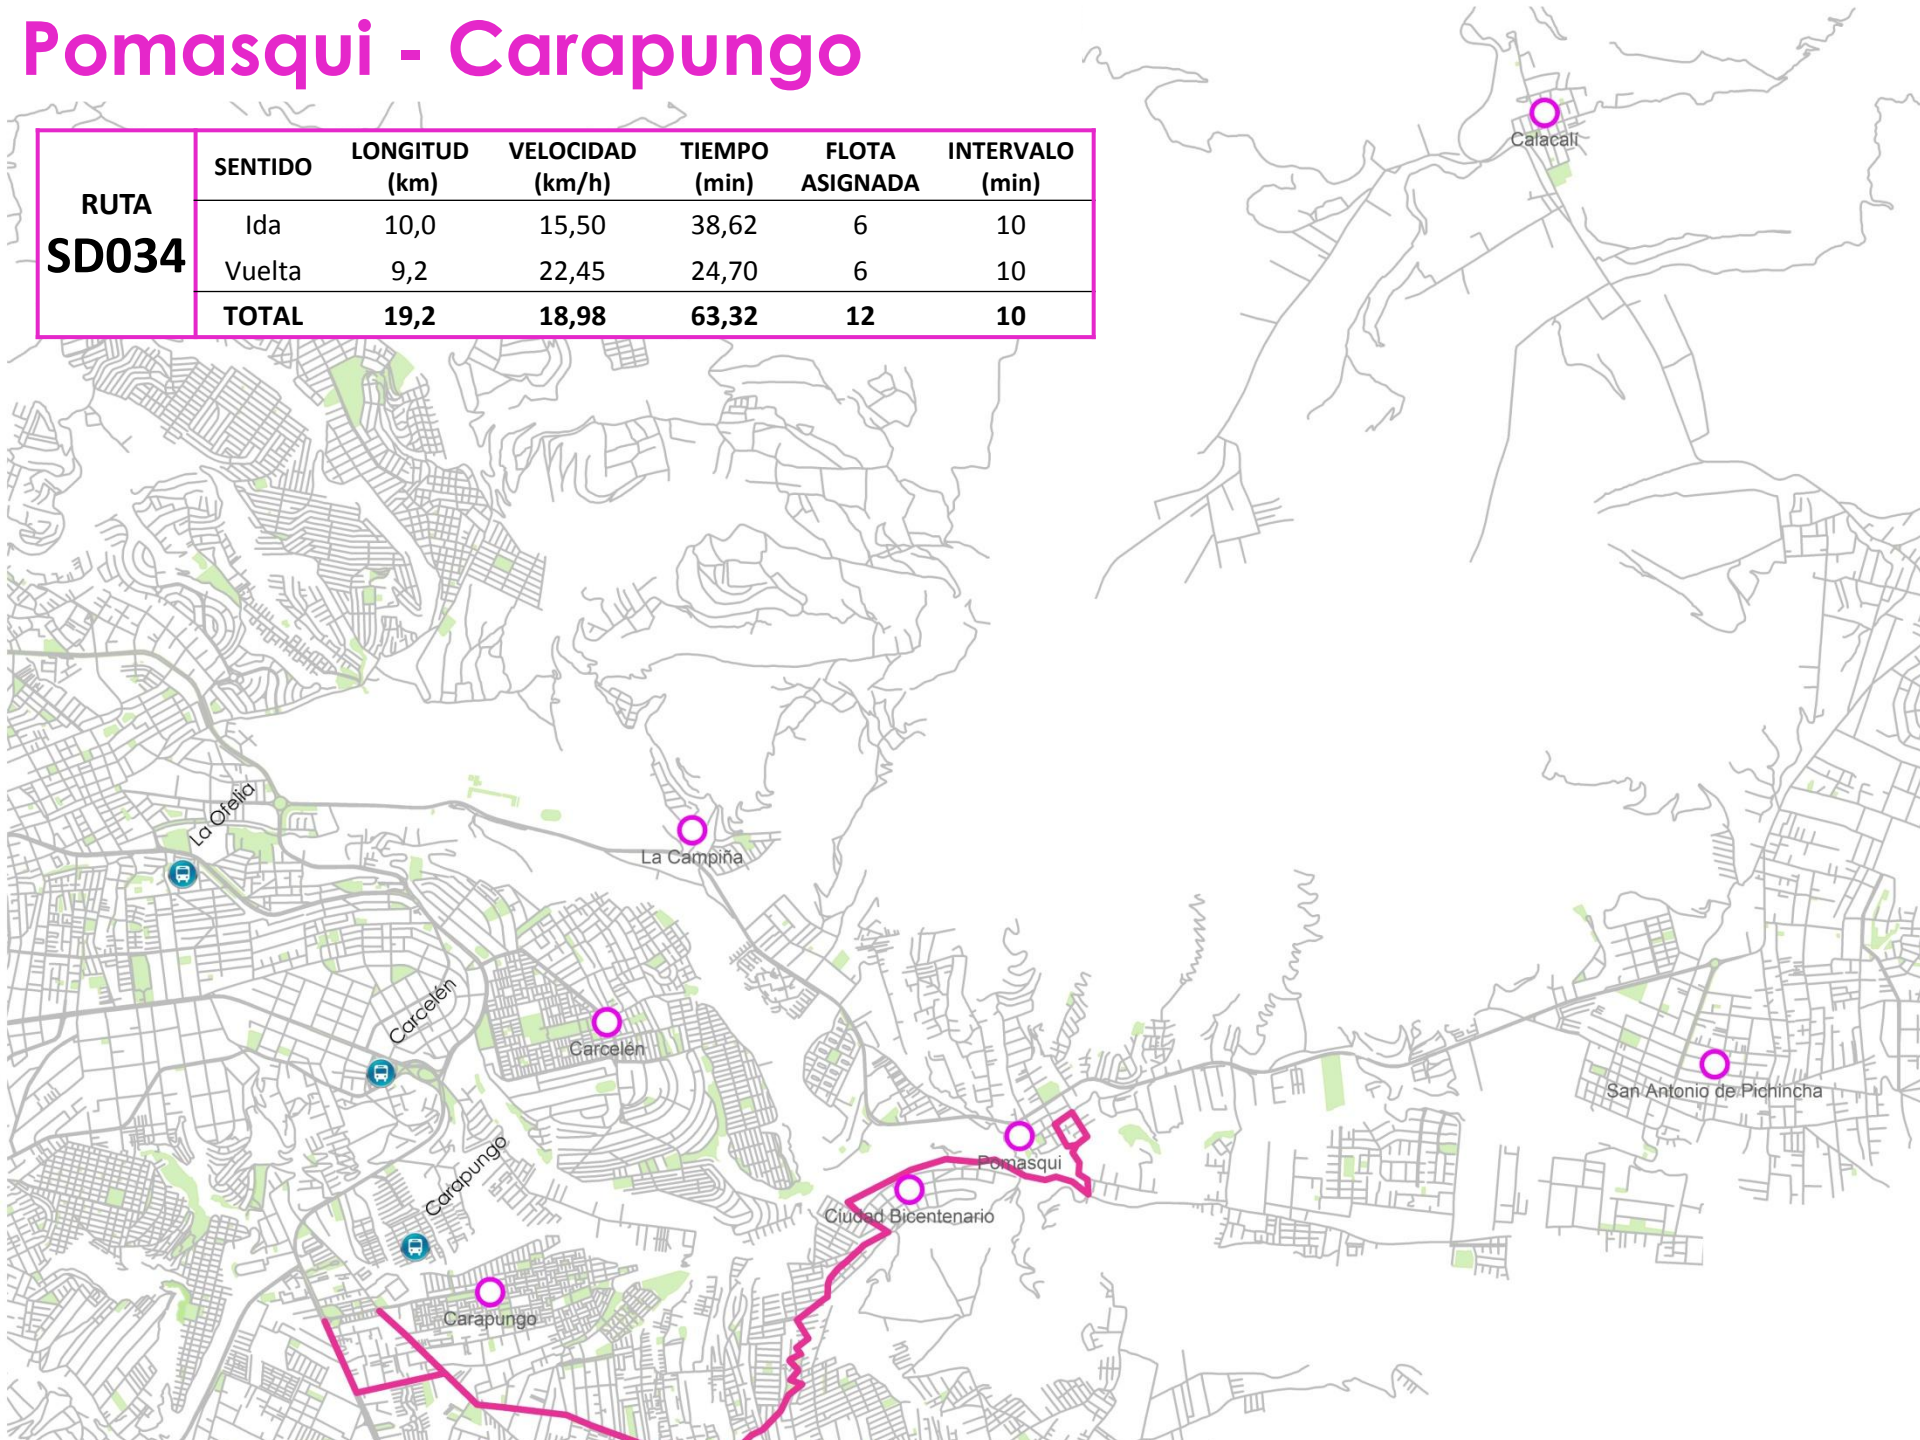 Pomasqui - Carapungo
RUTA
SD034
SENTIDO LONGITUD (km) VELOCIDAD (km/h) TIEMPO (min) FLOTA ASIGNADA INTERVALO (min)
Ida 10,0 15,50 38,62 6 10
Vuelta 9,2 22,45 24,70 6 10
TOTAL 19,2 18,98 63,32 12 10
Calacalí
La Ofelia
La Campiña
Carcelén
Carcelén
San Antonio de Pichincha
Pomasqui
Carapungo
Ciudad Bicentenario
Carapungo